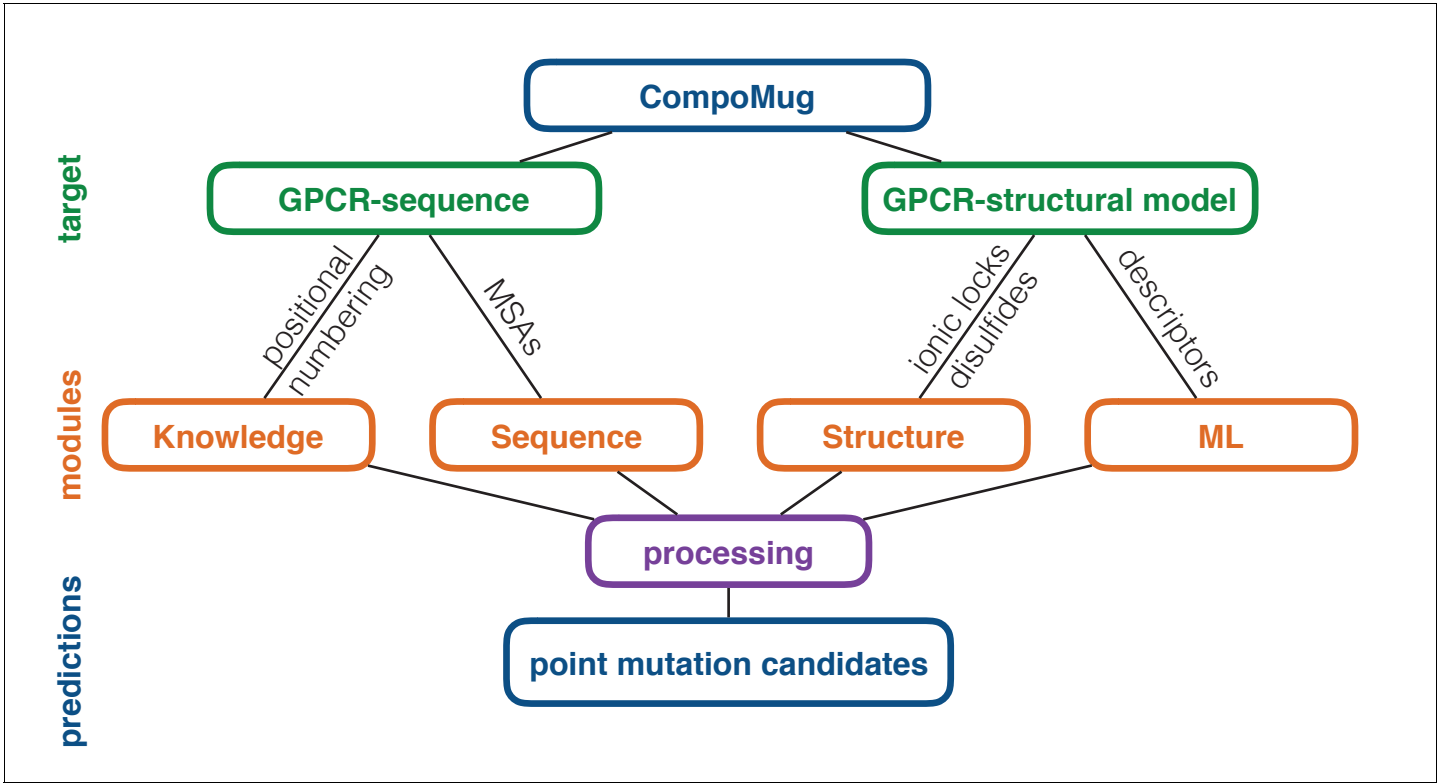 CompoMug
target
GPCR-sequence
GPCR-structural model
positional
numbering
MSAs
ionic locks
disulfides
descriptors
modules
Knowledge
Sequence
Structure
ML
processing
predictions
point mutation candidates